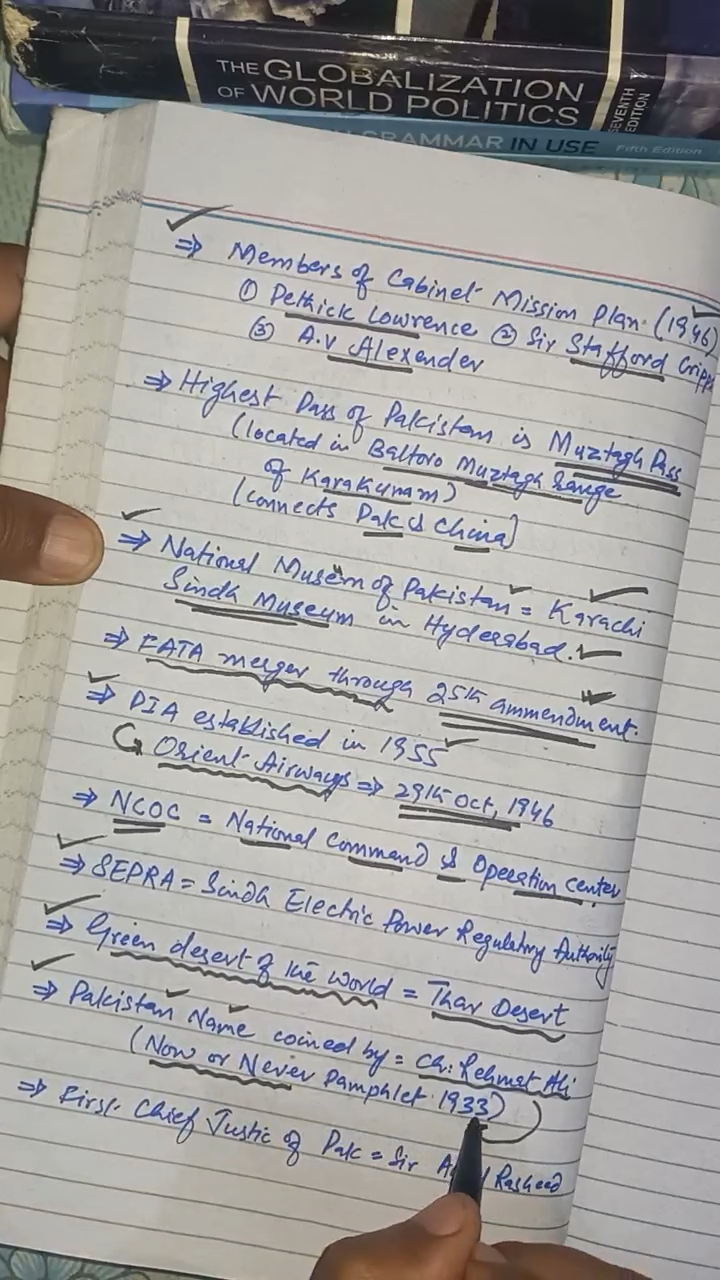 THE GLOBALIZATION
OF WORLD POLITICS
SEVENTH
EDITION
GRAMMAR IN USE Fifth Edition
⇒ Members of Cabinet Mission Plan. (1946)
① Pethick Lowrence ② Sir Stafford Cripp
③ A.V Alexender
⇒ Highest Pass of Pakistan is Muztagh Pass
(located in Baltoro Muztagh Range
of Karakuram)
(connects Pak & China)
⇒ National Museum of Pakistan = Karachi
Sindh Museum in Hyderabad.
⇒ FATA merger through 25th ammendment.
⇒ PIA established in 1955
Orient Airways ⇒ 29th Oct, 1946
⇒ NCOC = National Command & Operation Center
⇒ SEPRA = Sindh Electric Power Regulatory Authority
⇒ Green desert of the world = Thar Desert
⇒ Pakistan Name coined by = Ch: Rehmat Ali
(Now or Never Pamphlet 1933)
⇒ First Chief Justic of Pak = Sir Rasheed